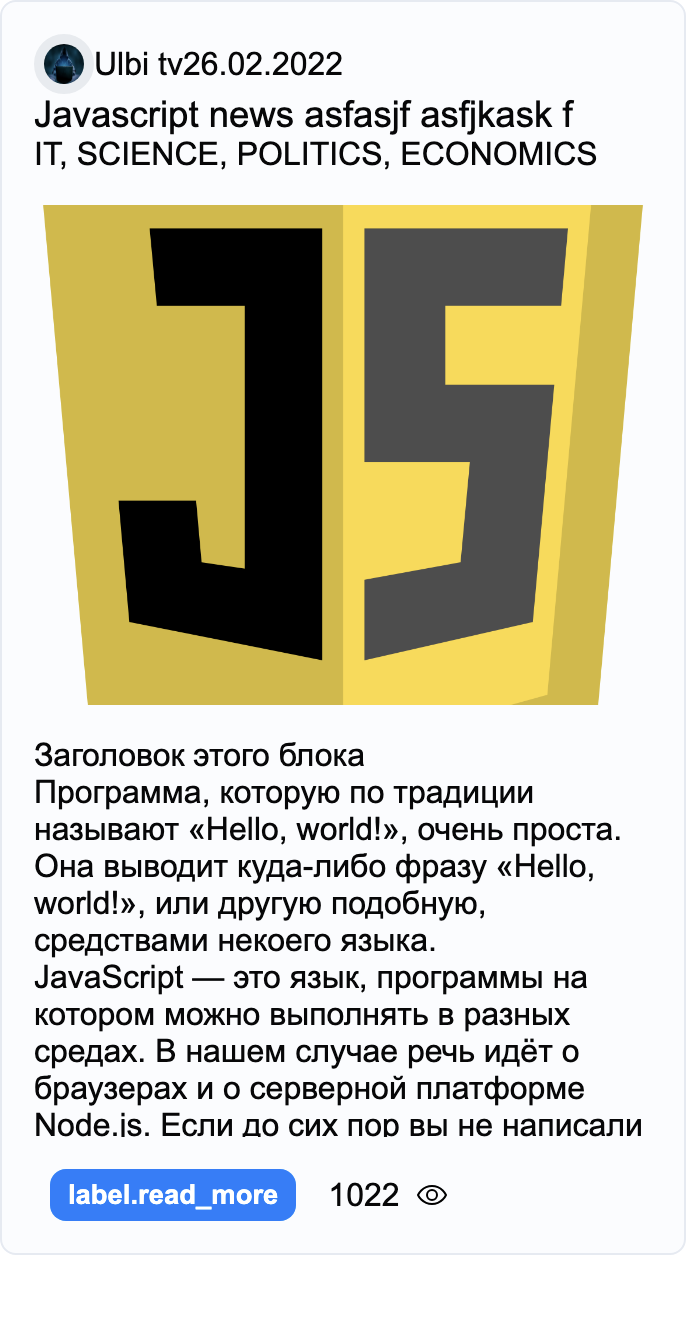 Ulbi tv26.02.2022
Javascript news asfasjf asfjkask f
IT, SCIENCE, POLITICS, ECONOMICS
JS
Заголовок этого блока
Программа, которую по традиции
называют «Hello, world!», очень проста.
Она выводит куда-либо фразу «Hello,
world!», или другую подобную,
средствами некоего языка.
JavaScript — это язык, программы на
котором можно выполнять в разных
средах. В нашем случае речь идёт о
браузерах и о серверной платформе
Node.js. Если до сих пор вы не написали
label.read_more 1022